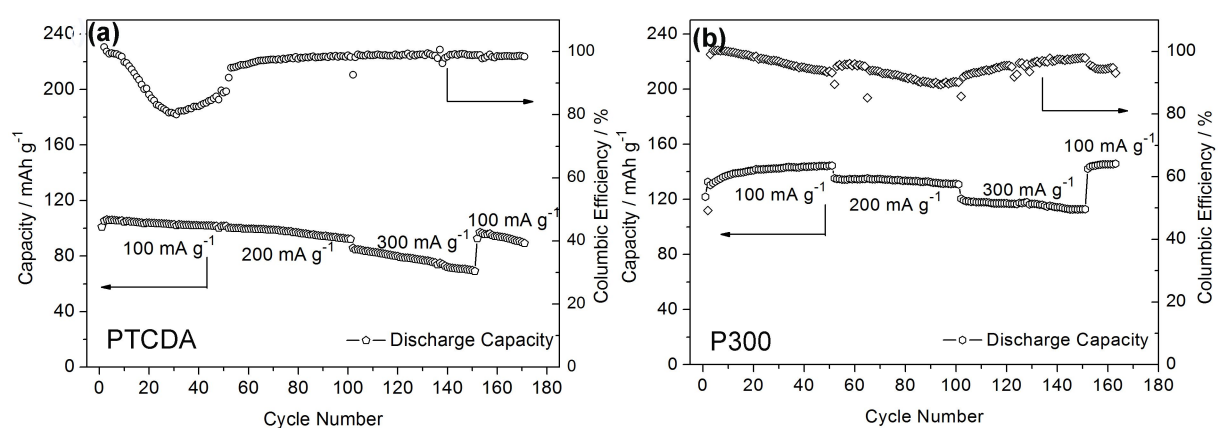 (a)
240
200
160
120
80
40
0
Capacity / mAh g-1
100
80
60
40
20
0
Columbic Efficiency / %
100 mA g-1
200 mA g-1
300 mA g-1
100 mA g-1
PTCDA
Discharge Capacity
0 20 40 60 80 100 120 140 160 180
Cycle Number
(b)
240
200
160
120
80
40
0
Capacity / mAh g-1
100
80
60
40
20
0
Columbic Efficiency / %
100 mA g-1
100 mA g-1
200 mA g-1
300 mA g-1
P300
Discharge Capacity
0 20 40 60 80 100 120 140 160 180
Cycle Number